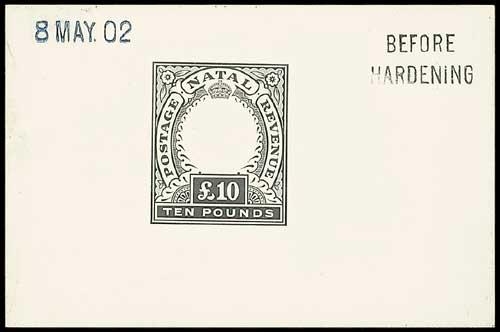 8 MAY. 02
BEFORE
HARDENING
NATAL
POSTAGE
REVENUE
£10
TEN POUNDS